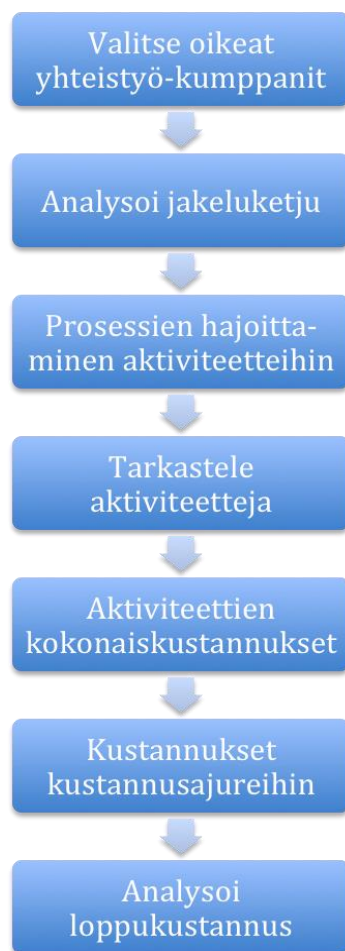 Valitse oikeat
yhteistyö-kumppanit
Analysoi jakeluketju
Prosessien hajoitta-
minen aktiviteetteihin
Tarkastele
aktiviteetteja
Aktiviteettien
kokonaiskustannukset
Kustannukset
kustannusajureihin
Analysoi
loppukustannus